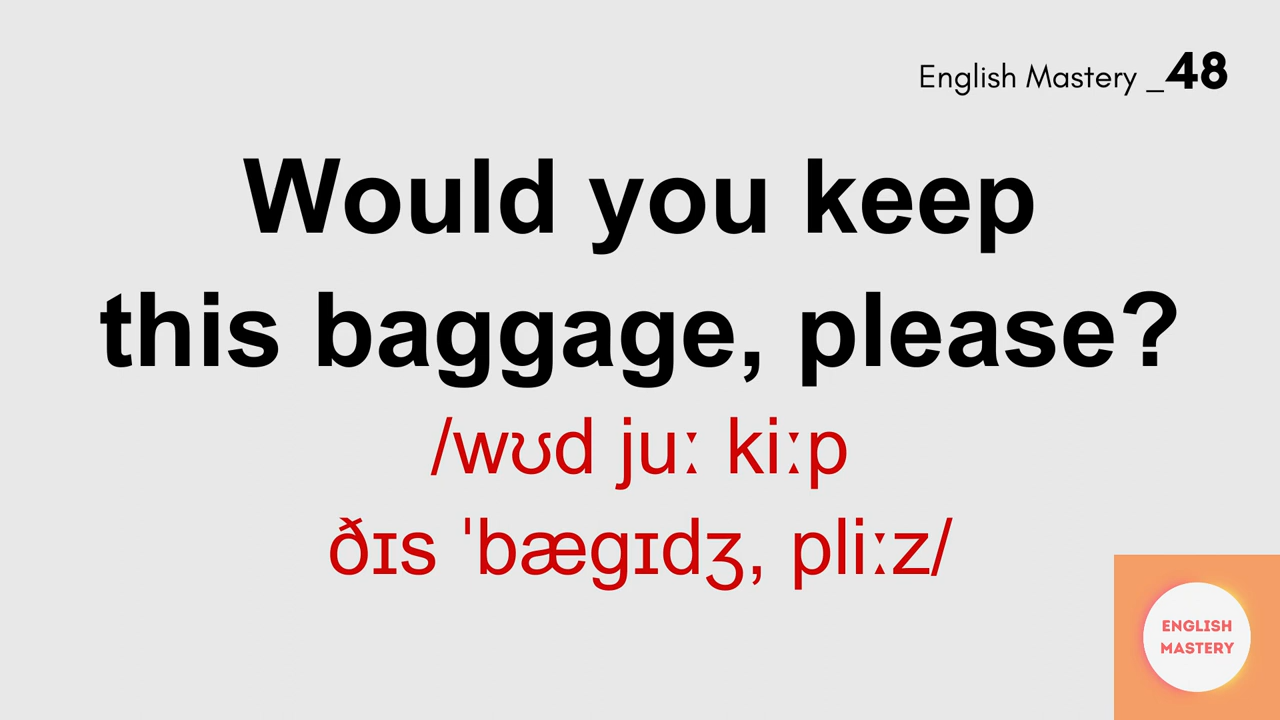 English Mastery _48
Would you keep
this baggage, please?
/wʊd juː kiːp
ðɪs ˈbægɪdʒ, pliːz/
ENGLISH
MASTERY